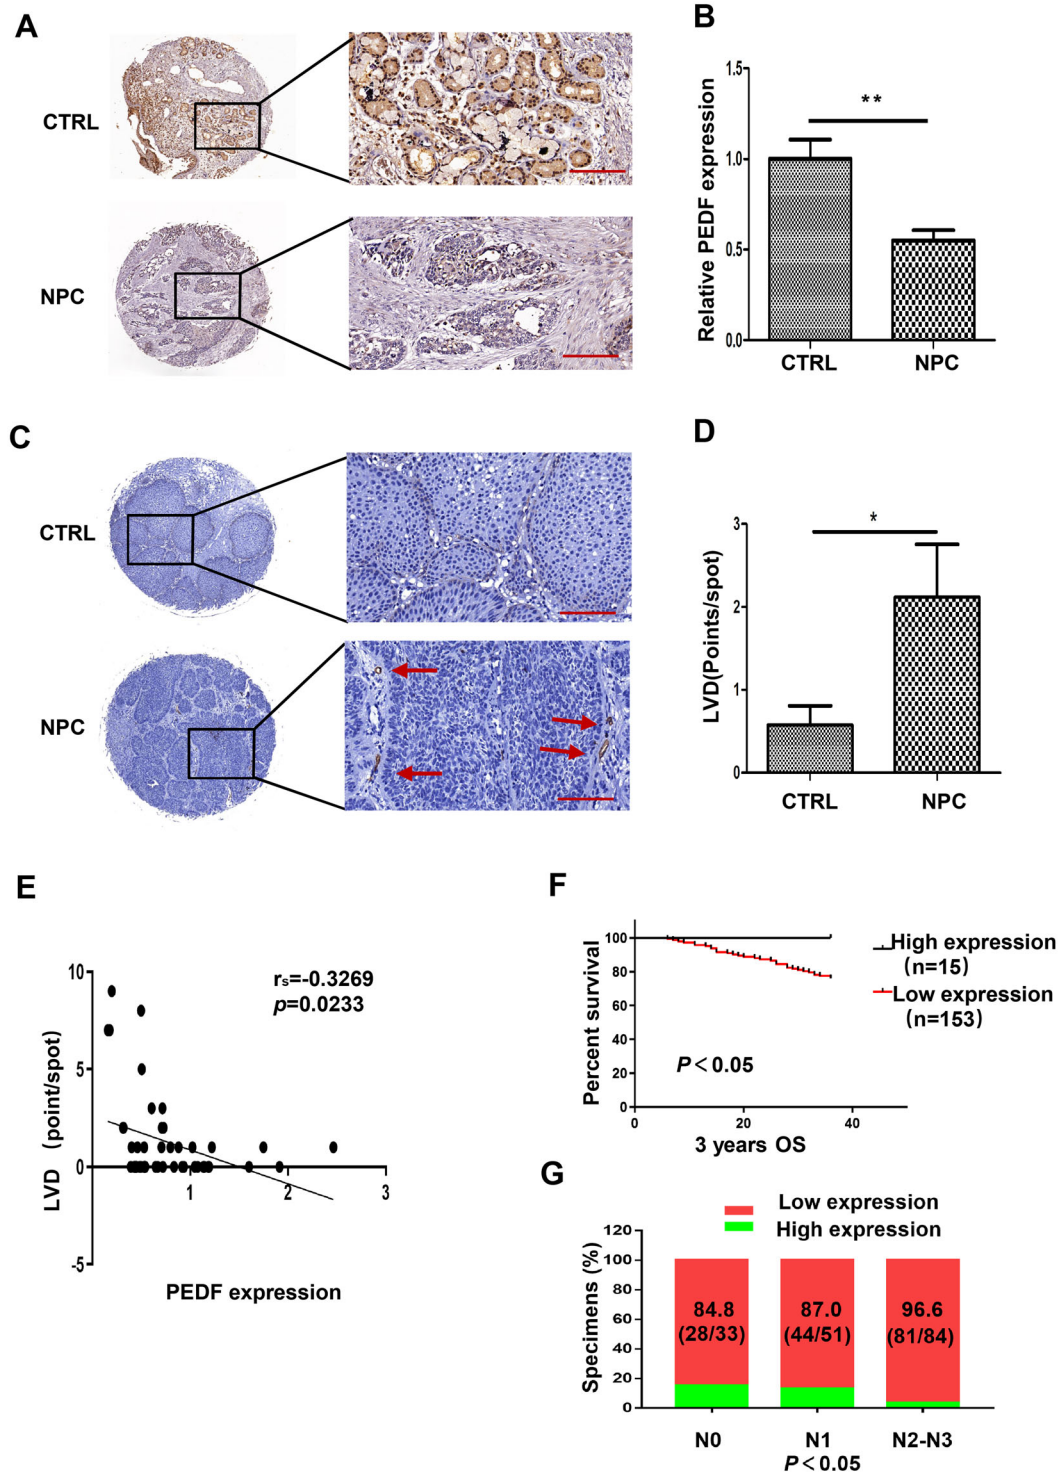 A
CTRL
NPC
B
Relative PEDF expression
1.5
1.0
0.5
0.0
**
CTRL
NPC
C
CTRL
NPC
D
LVD(Points/spot)
3
2
1
0
*
CTRL
NPC
E
LVD (point/spot)
10
5
0
-5
1
2
3
rs=-0.3269
p=0.0233
PEDF expression
F
Percent survival
100
80
60
40
20
0
0
20
40
P<0.05
3 years OS
High expression
(n=15)
Low expression
(n=153)
G
Low expression
High expression
Specimens (%)
120
100
80
60
40
20
0
84.8
(28/33)
87.0
(44/51)
96.6
(81/84)
N0
N1
N2-N3
P<0.05